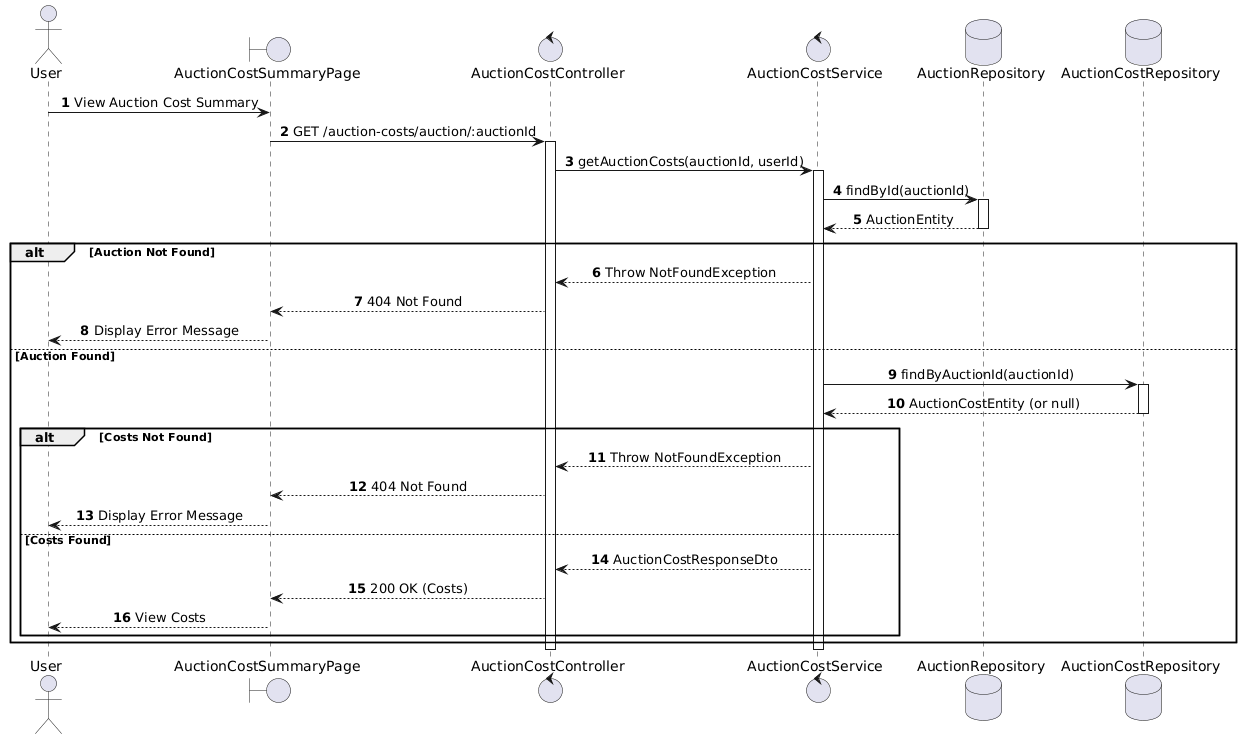 User
AuctionCostSummaryPage
AuctionCostController
AuctionCostService
AuctionRepository
AuctionCostRepository
1 View Auction Cost Summary
2 GET /auction-costs/auction/:auctionId
3 getAuctionCosts(auctionId, userId)
4 findById(auctionId)
5 AuctionEntity
alt [Auction Not Found]
6 Throw NotFoundException
7 404 Not Found
8 Display Error Message
[Auction Found]
9 findByAuctionId(auctionId)
10 AuctionCostEntity (or null)
alt [Costs Not Found]
11 Throw NotFoundException
12 404 Not Found
13 Display Error Message
[Costs Found]
14 AuctionCostResponseDto
15 200 OK (Costs)
16 View Costs
User
AuctionCostSummaryPage
AuctionCostController
AuctionCostService
AuctionRepository
AuctionCostRepository